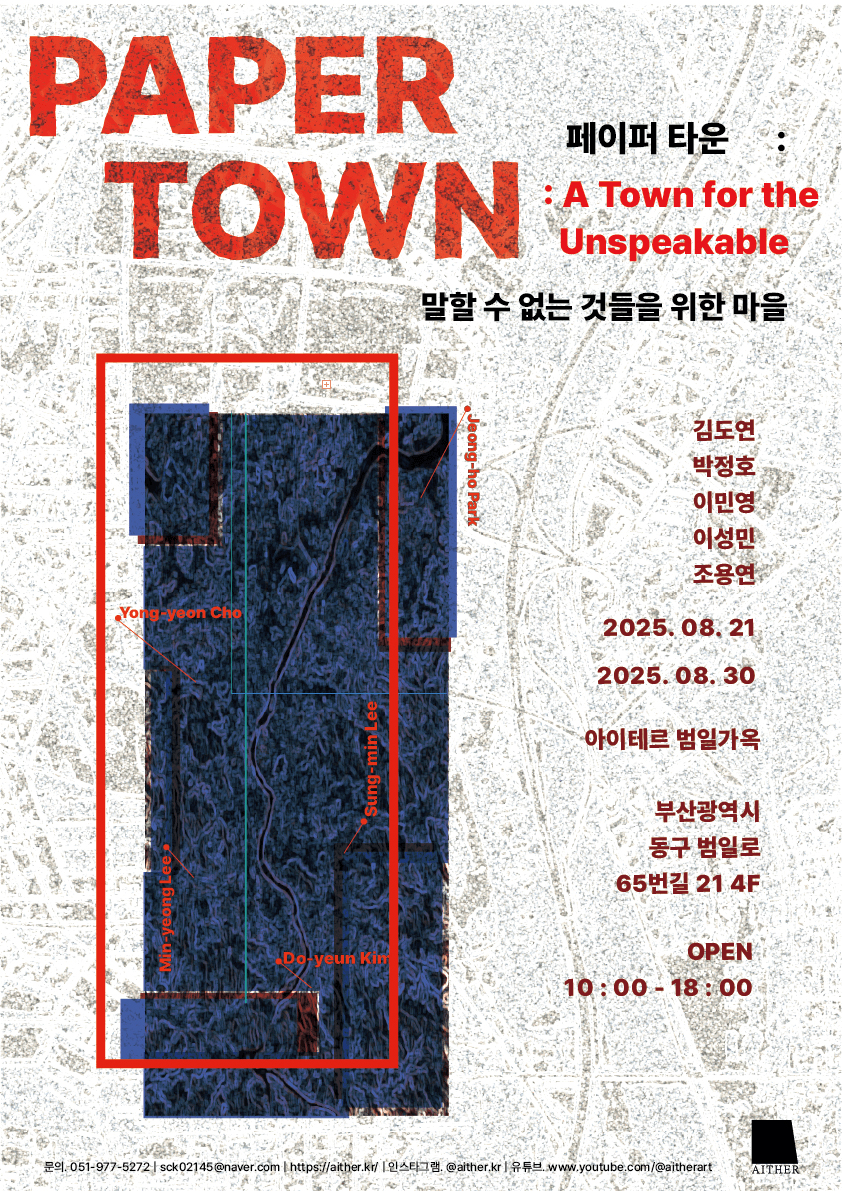 PAPER
TOWN
페이퍼 타운 :
: A Town for the
Unspeakable
말할 수 없는 것들을 위한 마을
Jeong-ho Park
Yong-yeon Cho
Sung-min Lee
Min-yeong Lee
Do-yeun Kim
김도연
박정호
이민영
이성민
조용연
2025. 08. 21
2025. 08. 30
아이테르 범일가옥
부산광역시
동구 범일로
65번길 21 4F
OPEN
10 : 00 - 18 : 00
AITHER
문의. 051-977-5272 | sck02145@naver.com | https://aither.kr/ | 인스타그램. @aither.kr | 유튜브. www.youtube.com/@aitherart